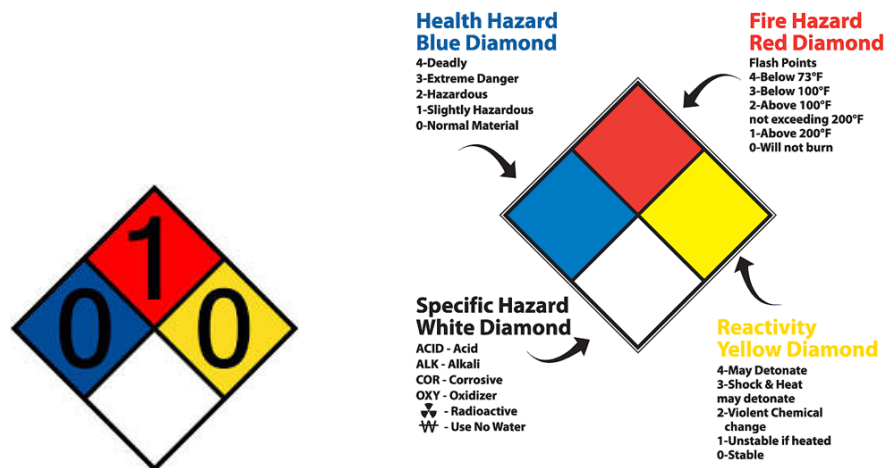 Health Hazard
Blue Diamond
4-Deadly
3-Extreme Danger
2-Hazardous
1-Slightly Hazardous
0-Normal Material
Fire Hazard
Red Diamond
Flash Points
4-Below 73°F
3-Below 100°F
2-Above 100°F
not exceeding 200°F
1-Above 200°F
0-Will not burn
1
0 0
Specific Hazard
White Diamond
ACID - Acid
ALK - Alkali
COR - Corrosive
OXY - Oxidizer
- Radioactive
W - Use No Water
Reactivity
Yellow Diamond
4-May Detonate
3-Shock & Heat
may detonate
2-Violent Chemical
change
1-Unstable if heated
0-Stable